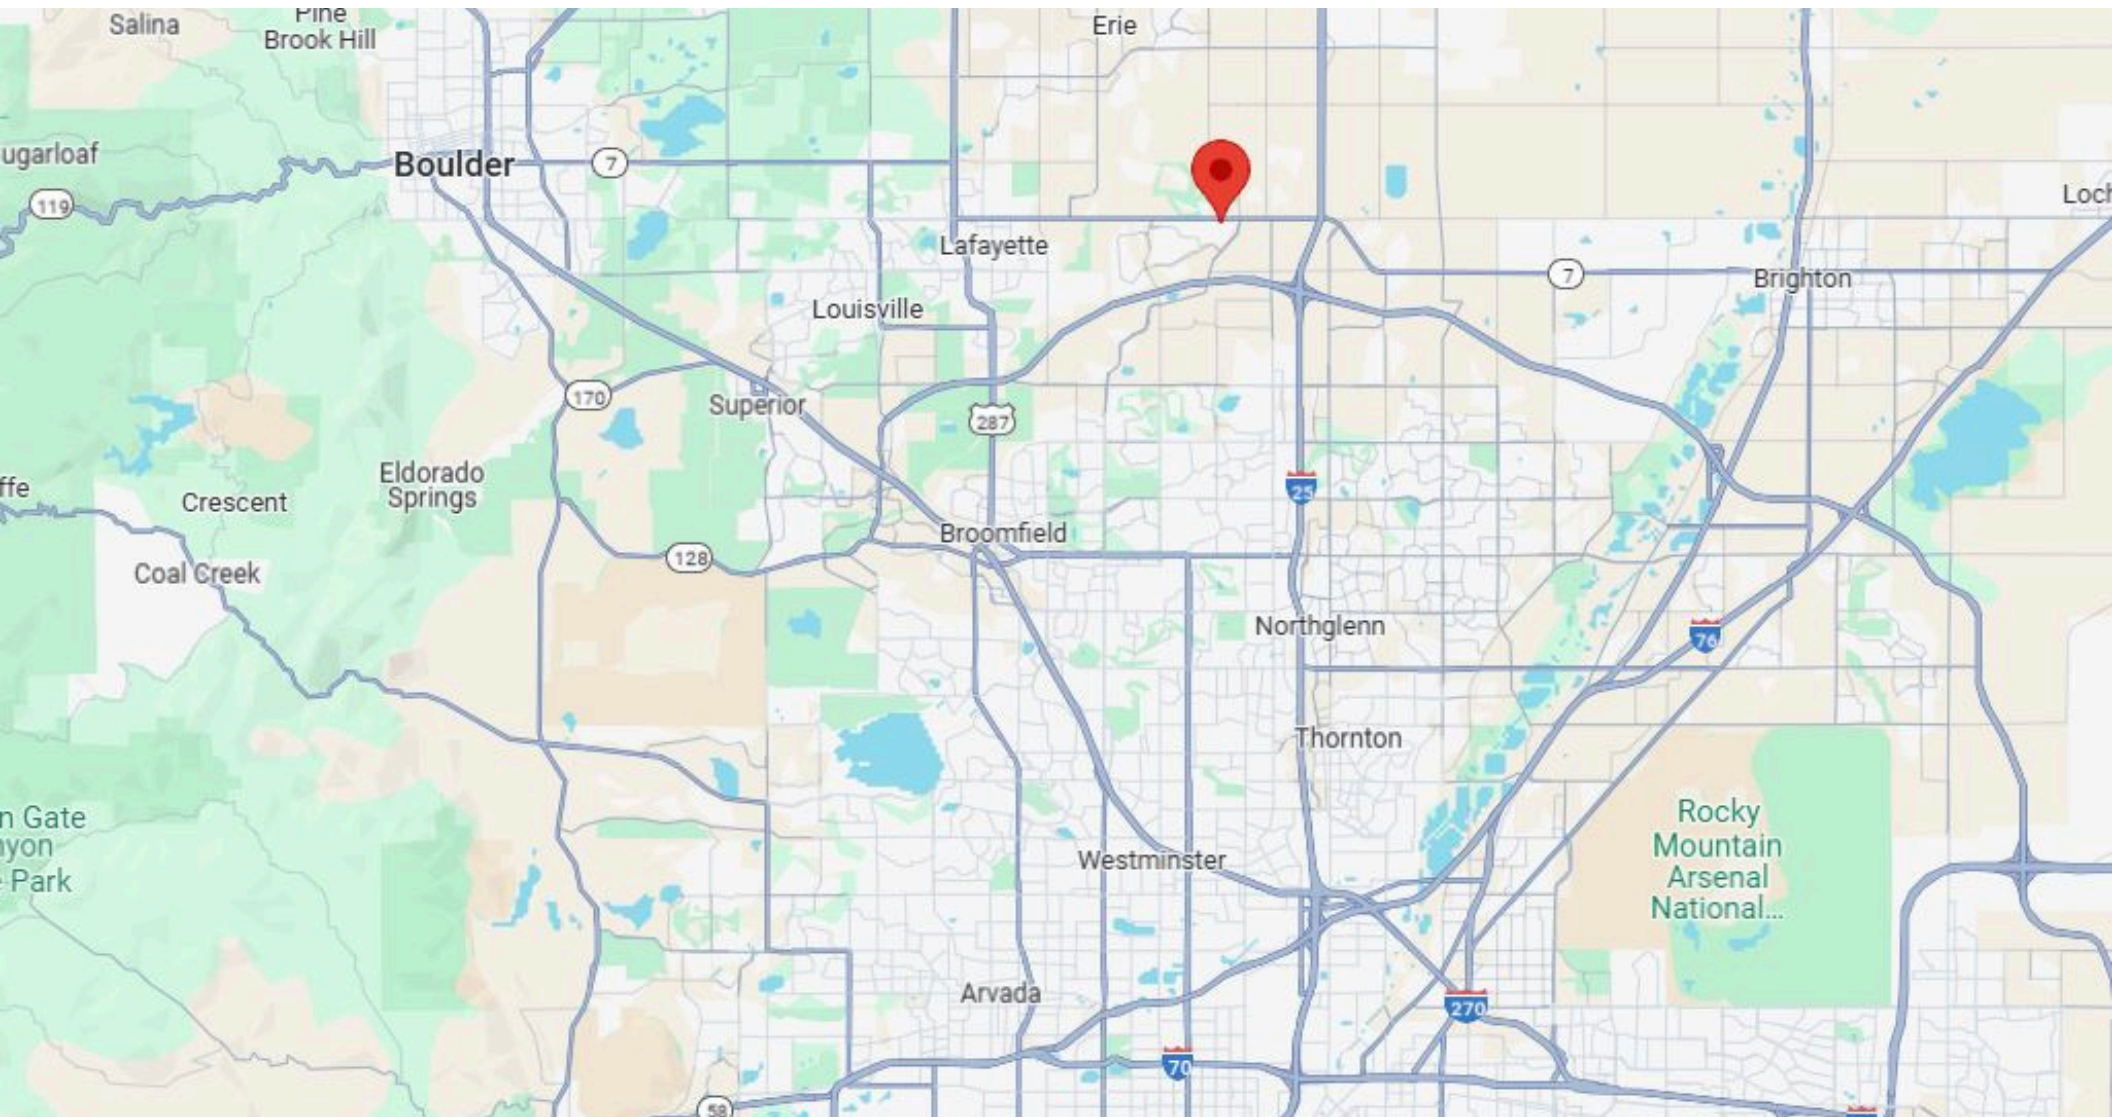 Salina
Pine
Brook Hill
Erie
ugarloaf
Boulder
7
119
Loch
Lafayette
7
Brighton
Louisville
170
Superior
287
Eldorado
Springs
ffe
Crescent
25
Broomfield
128
Coal Creek
Northglenn
76
Thornton
n Gate
nyon
e Park
Rocky
Mountain
Arsenal
National...
Westminster
Arvada
270
70
58